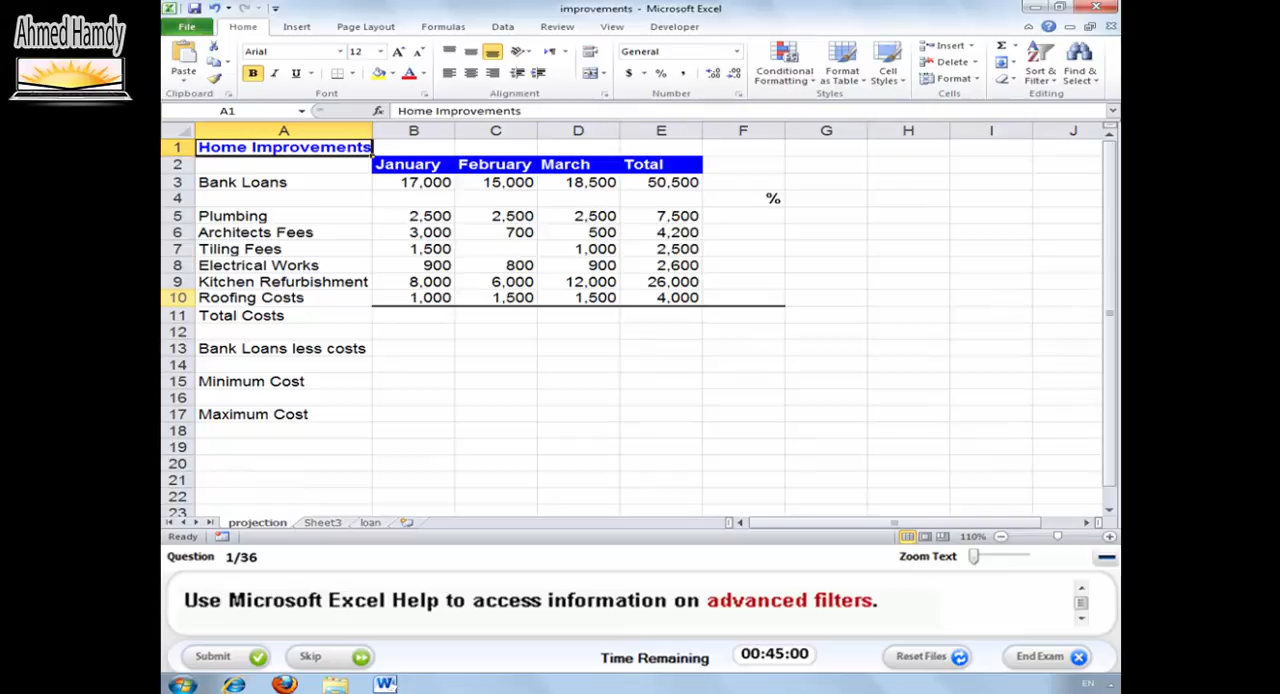 Ahmed Hamdy
improvements - Microsoft Excel
File Home Insert Page Layout Formulas Data Review View Developer
Paste
Arial 12
General
B I U
$ % ,
Conditional Formatting
Format as Table
Cell Styles
Insert
Delete
Format
Sort & Filter
Find & Select
Clipboard Font Alignment Number Styles Cells Editing
A1 fx Home Improvements
A B C D E F G H I J
1 Home Improvements
2 January February March Total
3 Bank Loans 17,000 15,000 18,500 50,500
4 %
5 Plumbing 2,500 2,500 2,500 7,500
6 Architects Fees 3,000 700 500 4,200
7 Tiling Fees 1,500 1,000 2,500
8 Electrical Works 900 800 900 2,600
9 Kitchen Refurbishment 8,000 6,000 12,000 26,000
10 Roofing Costs 1,000 1,500 1,500 4,000
11 Total Costs
12
13 Bank Loans less costs
14
15 Minimum Cost
16
17 Maximum Cost
18
19
20
21
22
23
projection Sheet3 loan
Ready 110%
Question 1/36 Zoom Text
Use Microsoft Excel Help to access information on advanced filters.
Submit Skip Time Remaining 00:45:00 Reset Files End Exam
EN